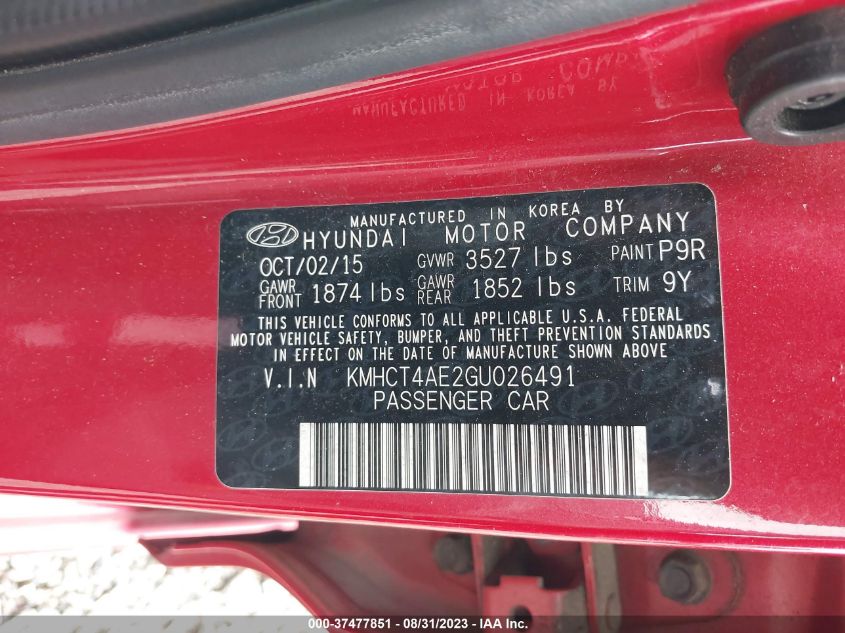 MANUFACTURED IN KOREA BY
HYUNDAI MOTOR COMPANY
OCT/02/15 GVWR 3527 lbs PAINT P9R
GAWR FRONT 1874 lbs GAWR REAR 1852 lbs TRIM 9Y
THIS VEHICLE CONFORMS TO ALL APPLICABLE U.S.A. FEDERAL
MOTOR VEHICLE SAFETY, BUMPER, AND THEFT PREVENTION STANDARDS
IN EFFECT ON THE DATE OF MANUFACTURE SHOWN ABOVE
V.I.N KMHCT4AE2GU026491
PASSENGER CAR
000-37477851 - 08/31/2023 - IAA Inc.